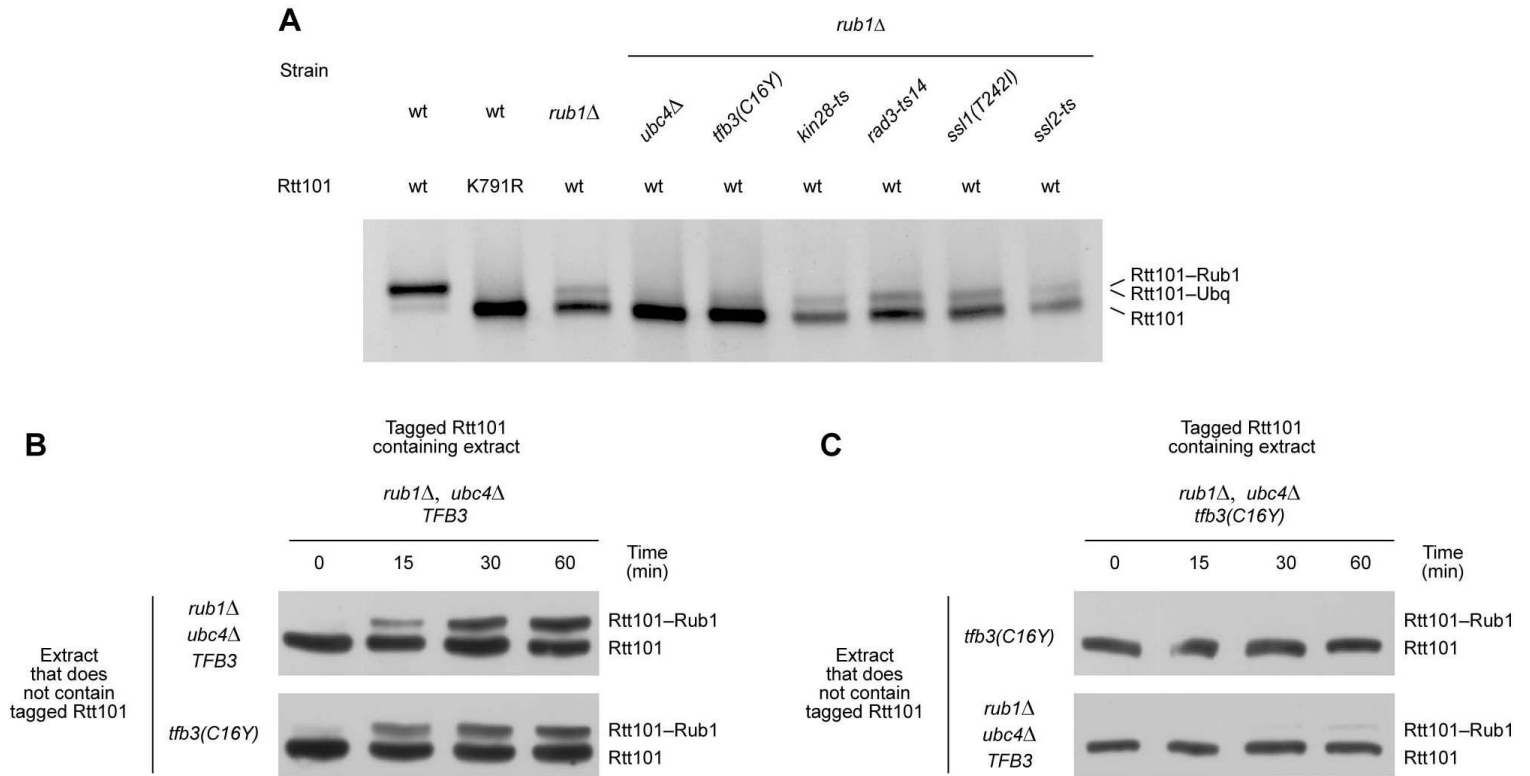 A
rub1Δ
Strain
wt wt rub1Δ ubc4Δ tfb3(C16Y) kin28-ts rad3-ts14 ssl1(T242I) ssl2-ts
Rtt101 wt K791R wt wt wt wt wt wt wt
Rtt101–Rub1
Rtt101–Ubq
Rtt101
B
Tagged Rtt101
containing extract
rub1Δ, ubc4Δ
TFB3
0 15 30 60 Time
(min)
Extract
that does
not contain
tagged Rtt101
rub1Δ
ubc4Δ
TFB3
Rtt101–Rub1
Rtt101
tfb3(C16Y)
Rtt101–Rub1
Rtt101
C
Tagged Rtt101
containing extract
rub1Δ, ubc4Δ
tfb3(C16Y)
0 15 30 60 Time
(min)
Extract
that does
not contain
tagged Rtt101
tfb3(C16Y)
Rtt101–Rub1
Rtt101
rub1Δ
ubc4Δ
TFB3
Rtt101–Rub1
Rtt101